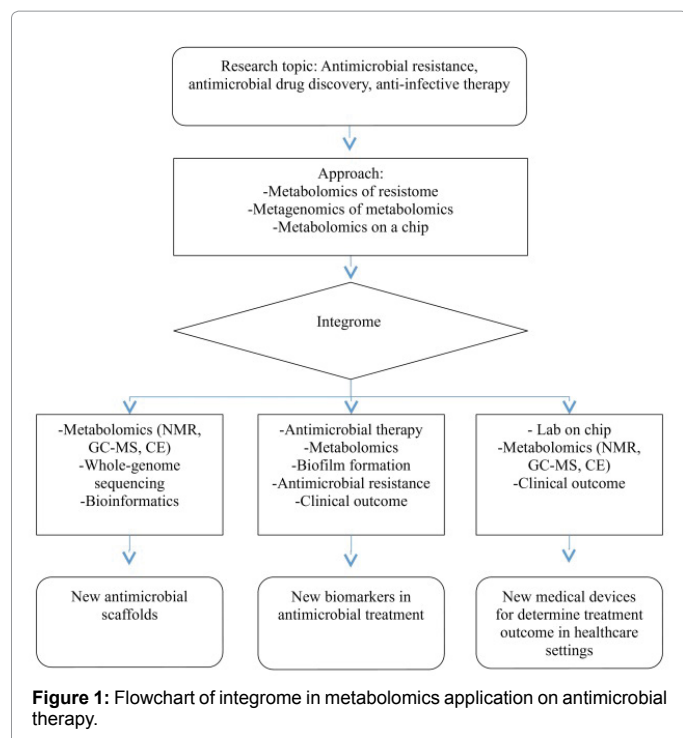 Research topic: Antimicrobial resistance,
antimicrobial drug discovery, anti-infective therapy
Approach:
-Metabolomics of resistome
-Metagenomics of metabolomics
-Metabolomics on a chip
Integrome
-Metabolomics (NMR,
GC-MS, CE)
-Whole-genome
sequencing
-Bioinformatics
-Antimicrobial therapy
-Metabolomics
-Biofilm formation
-Antimicrobial resistance
-Clinical outcome
- Lab on chip
-Metabolomics (NMR,
GC-MS, CE)
-Clinical outcome
New antimicrobial
scaffolds
New biomarkers in
antimicrobial treatment
New medical devices
for determine treatment
outcome in healthcare
settings
Figure 1: Flowchart of integrome in metabolomics application on antimicrobial
therapy.